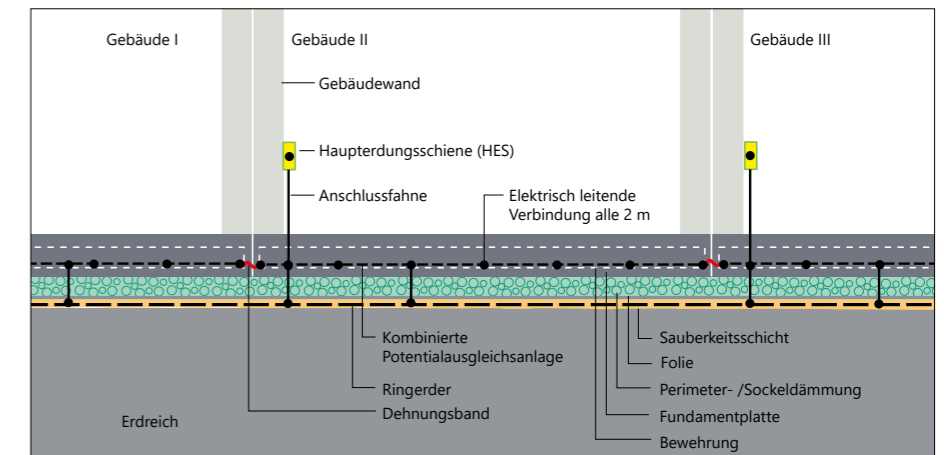 Gebäude I
Gebäude II
Gebäude III
Gebäudewand
Haupterdungsschiene (HES)
Anschlussfahne
Elektrisch leitende
Verbindung alle 2 m
Kombinierte
Potentialausgleichsanlage
Ringerder
Dehnungsband
Sauberkeitsschicht
Folie
Perimeter- /Sockeldämmung
Fundamentplatte
Bewehrung
Erdreich